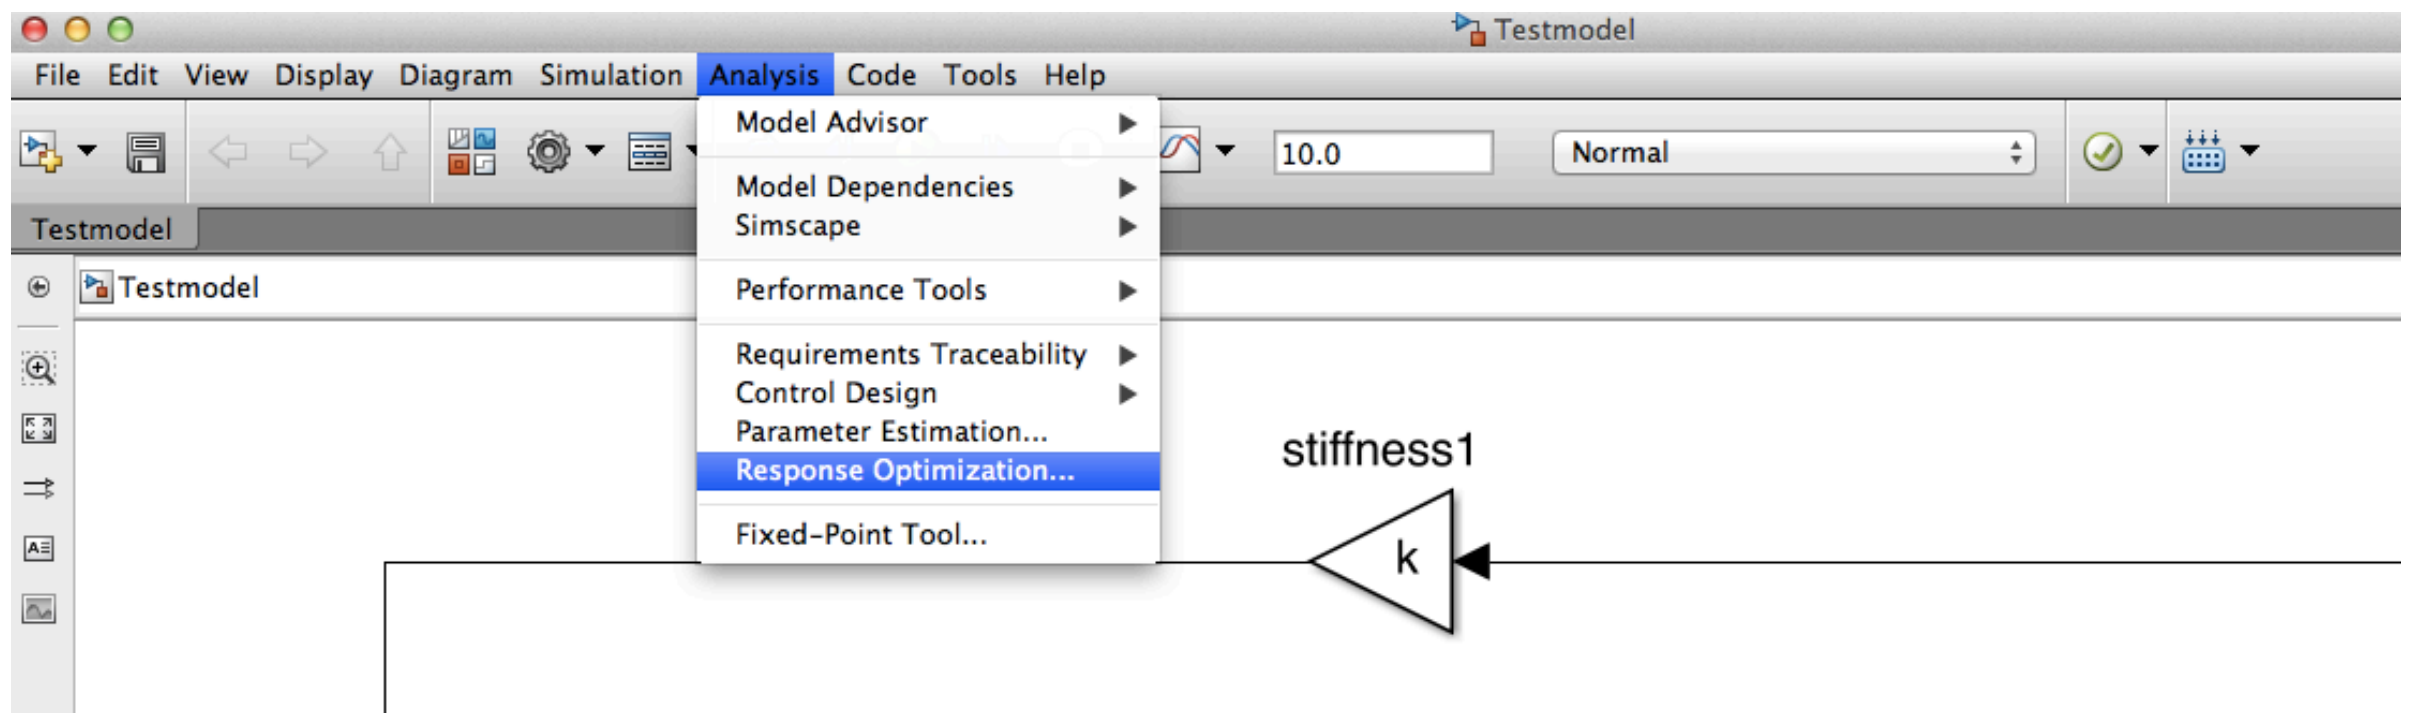 Testmodel
File Edit View Display Diagram Simulation Analysis Code Tools Help
10.0 Normal
Testmodel
Testmodel
Model Advisor
Model Dependencies
Simscape
Performance Tools
Requirements Traceability
Control Design
Parameter Estimation...
Response Optimization...
Fixed-Point Tool...
stiffness1
k